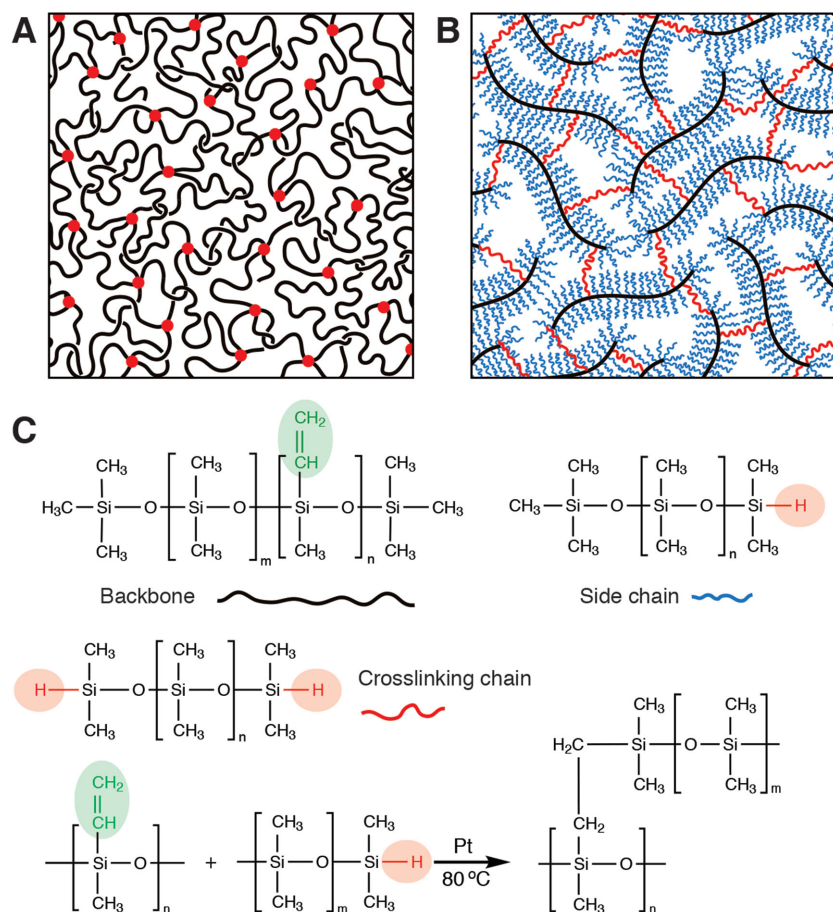 A
B
C
CH₂
CH
CH₃ CH₃ CH₃
H₃C Si O Si O Si O Si CH₃
CH₃ CH₃ m CH₃ n CH₃
Backbone
CH₃ CH₃ CH₃
CH₃ Si O Si O Si H
CH₃ CH₃ n CH₃
Side chain
CH₃ CH₃ CH₃
H Si O Si O Si H
CH₃ CH₃ n CH₃
Crosslinking chain
CH₂
CH
Si O
CH₃ n
+
CH₃ CH₃
Si O Si H
CH₃ m CH₃
Pt
80 ºC
CH₃ CH₃
H₂C Si O Si
CH₃ CH₃ m
CH₂
Si O
CH₃ n